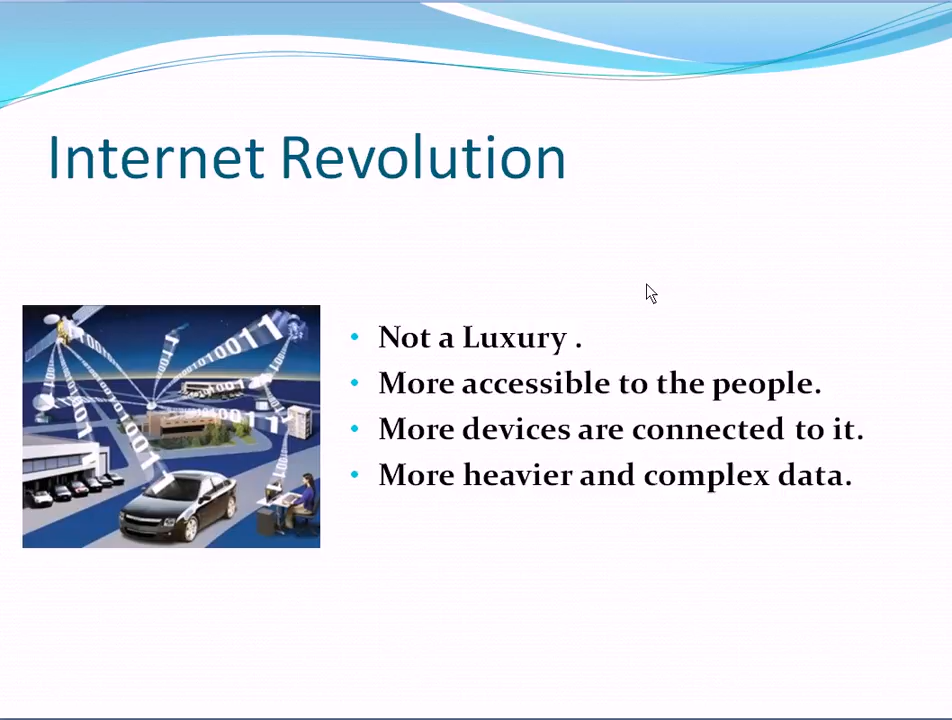 Internet Revolution
Not a Luxury .
More accessible to the people.
More devices are connected to it.
More heavier and complex data.